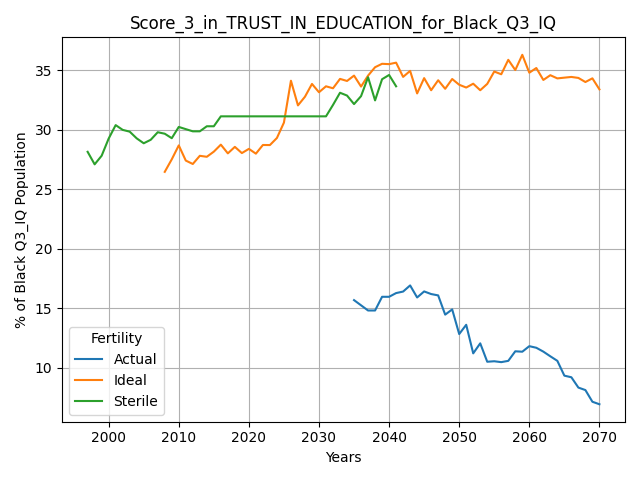 Score_3_in_TRUST_IN_EDUCATION_for_Black_Q3_IQ
% of Black Q3_IQ Population
35
30
25
20
15
10
Fertility
Actual
Ideal
Sterile
2000 2010 2020 2030 2040 2050 2060 2070
Years